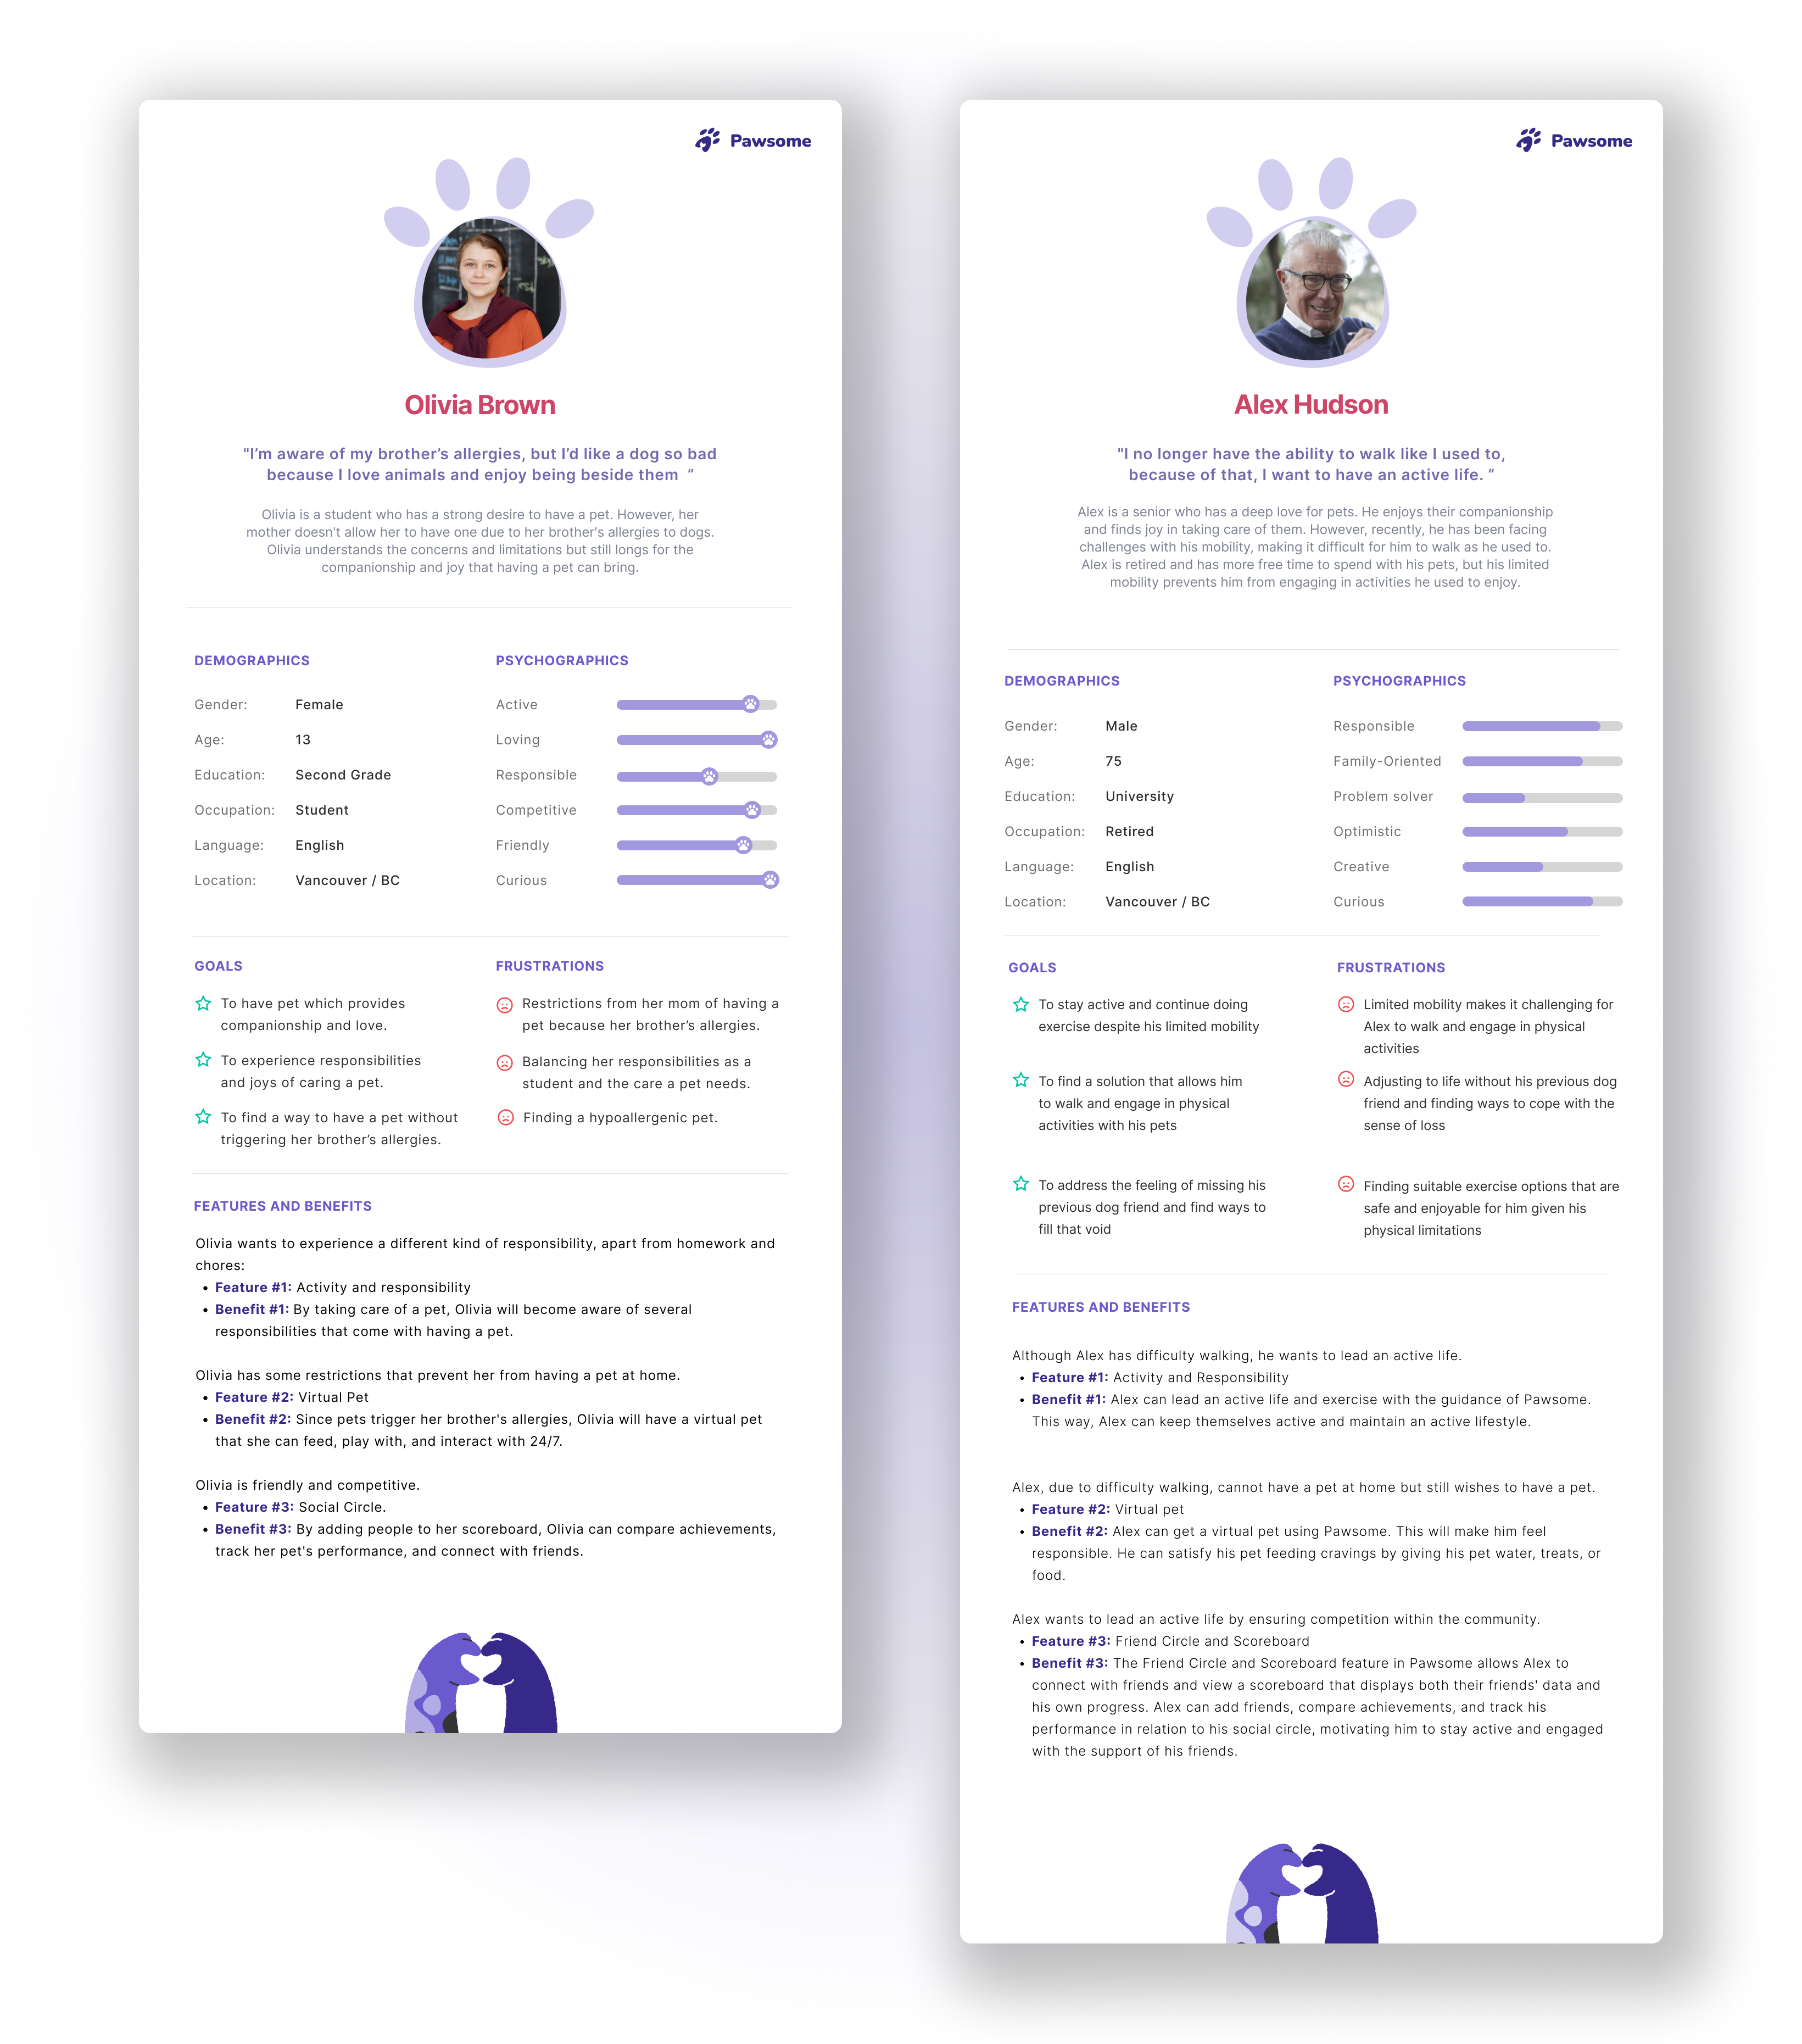 Pawsome
Olivia Brown
"I’m aware of my brother’s allergies, but I’d like a dog so bad
because I love animals and enjoy being beside them  ”
Olivia is a student who has a strong desire to have a pet. However, her
mother doesn't allow her to have one due to her brother's allergies to dogs.
Olivia understands the concerns and limitations but still longs for the
companionship and joy that having a pet can bring.
DEMOGRAPHICS
Gender: Female
Age: 13
Education: Second Grade
Occupation: Student
Language: English
Location: Vancouver / BC
PSYCHOGRAPHICS
Active
Loving
Responsible
Competitive
Friendly
Curious
GOALS
To have pet which provides
companionship and love.
To experience responsibilities
and joys of caring a pet.
To find a way to have a pet without
triggering her brother’s allergies.
FRUSTRATIONS
Restrictions from her mom of having a
pet because her brother’s allergies.
Balancing her responsibilities as a
student and the care a pet needs.
Finding a hypoallergenic pet.
FEATURES AND BENEFITS
Olivia wants to experience a different kind of responsibility, apart from homework and
chores:
• Feature #1: Activity and responsibility
• Benefit #1: By taking care of a pet, Olivia will become aware of several
responsibilities that come with having a pet.
Olivia has some restrictions that prevent her from having a pet at home.
• Feature #2: Virtual Pet
• Benefit #2: Since pets trigger her brother's allergies, Olivia will have a virtual pet
that she can feed, play with, and interact with 24/7.
Olivia is friendly and competitive.
• Feature #3: Social Circle.
• Benefit #3: By adding people to her scoreboard, Olivia can compare achievements,
track her pet's performance, and connect with friends.
Pawsome
Alex Hudson
"I no longer have the ability to walk like I used to,
because of that, I want to have an active life. ”
Alex is a senior who has a deep love for pets. He enjoys their companionship
and finds joy in taking care of them. However, recently, he has been facing
challenges with his mobility, making it difficult for him to walk as he used to.
Alex is retired and has more free time to spend with his pets, but his limited
mobility prevents him from engaging in activities he used to enjoy.
DEMOGRAPHICS
Gender: Male
Age: 75
Education: University
Occupation: Retired
Language: English
Location: Vancouver / BC
PSYCHOGRAPHICS
Responsible
Family-Oriented
Problem solver
Optimistic
Creative
Curious
GOALS
To stay active and continue doing
exercise despite his limited mobility
To find a solution that allows him
to walk and engage in physical
activities with his pets
To address the feeling of missing his
previous dog friend and find ways to
fill that void
FRUSTRATIONS
Limited mobility makes it challenging for
Alex to walk and engage in physical
activities
Adjusting to life without his previous dog
friend and finding ways to cope with the
sense of loss
Finding suitable exercise options that are
safe and enjoyable for him given his
physical limitations
FEATURES AND BENEFITS
Although Alex has difficulty walking, he wants to lead an active life.
• Feature #1: Activity and Responsibility
• Benefit #1: Alex can lead an active life and exercise with the guidance of Pawsome.
This way, Alex can keep themselves active and maintain an active lifestyle.
Alex, due to difficulty walking, cannot have a pet at home but still wishes to have a pet.
• Feature #2: Virtual pet
• Benefit #2: Alex can get a virtual pet using Pawsome. This will make him feel
responsible. He can satisfy his pet feeding cravings by giving his pet water, treats, or
food.
Alex wants to lead an active life by ensuring competition within the community.
• Feature #3: Friend Circle and Scoreboard
• Benefit #3: The Friend Circle and Scoreboard feature in Pawsome allows Alex to
connect with friends and view a scoreboard that displays both their friends' data and
his own progress. Alex can add friends, compare achievements, and track his
performance in relation to his social circle, motivating him to stay active and engaged
with the support of his friends.